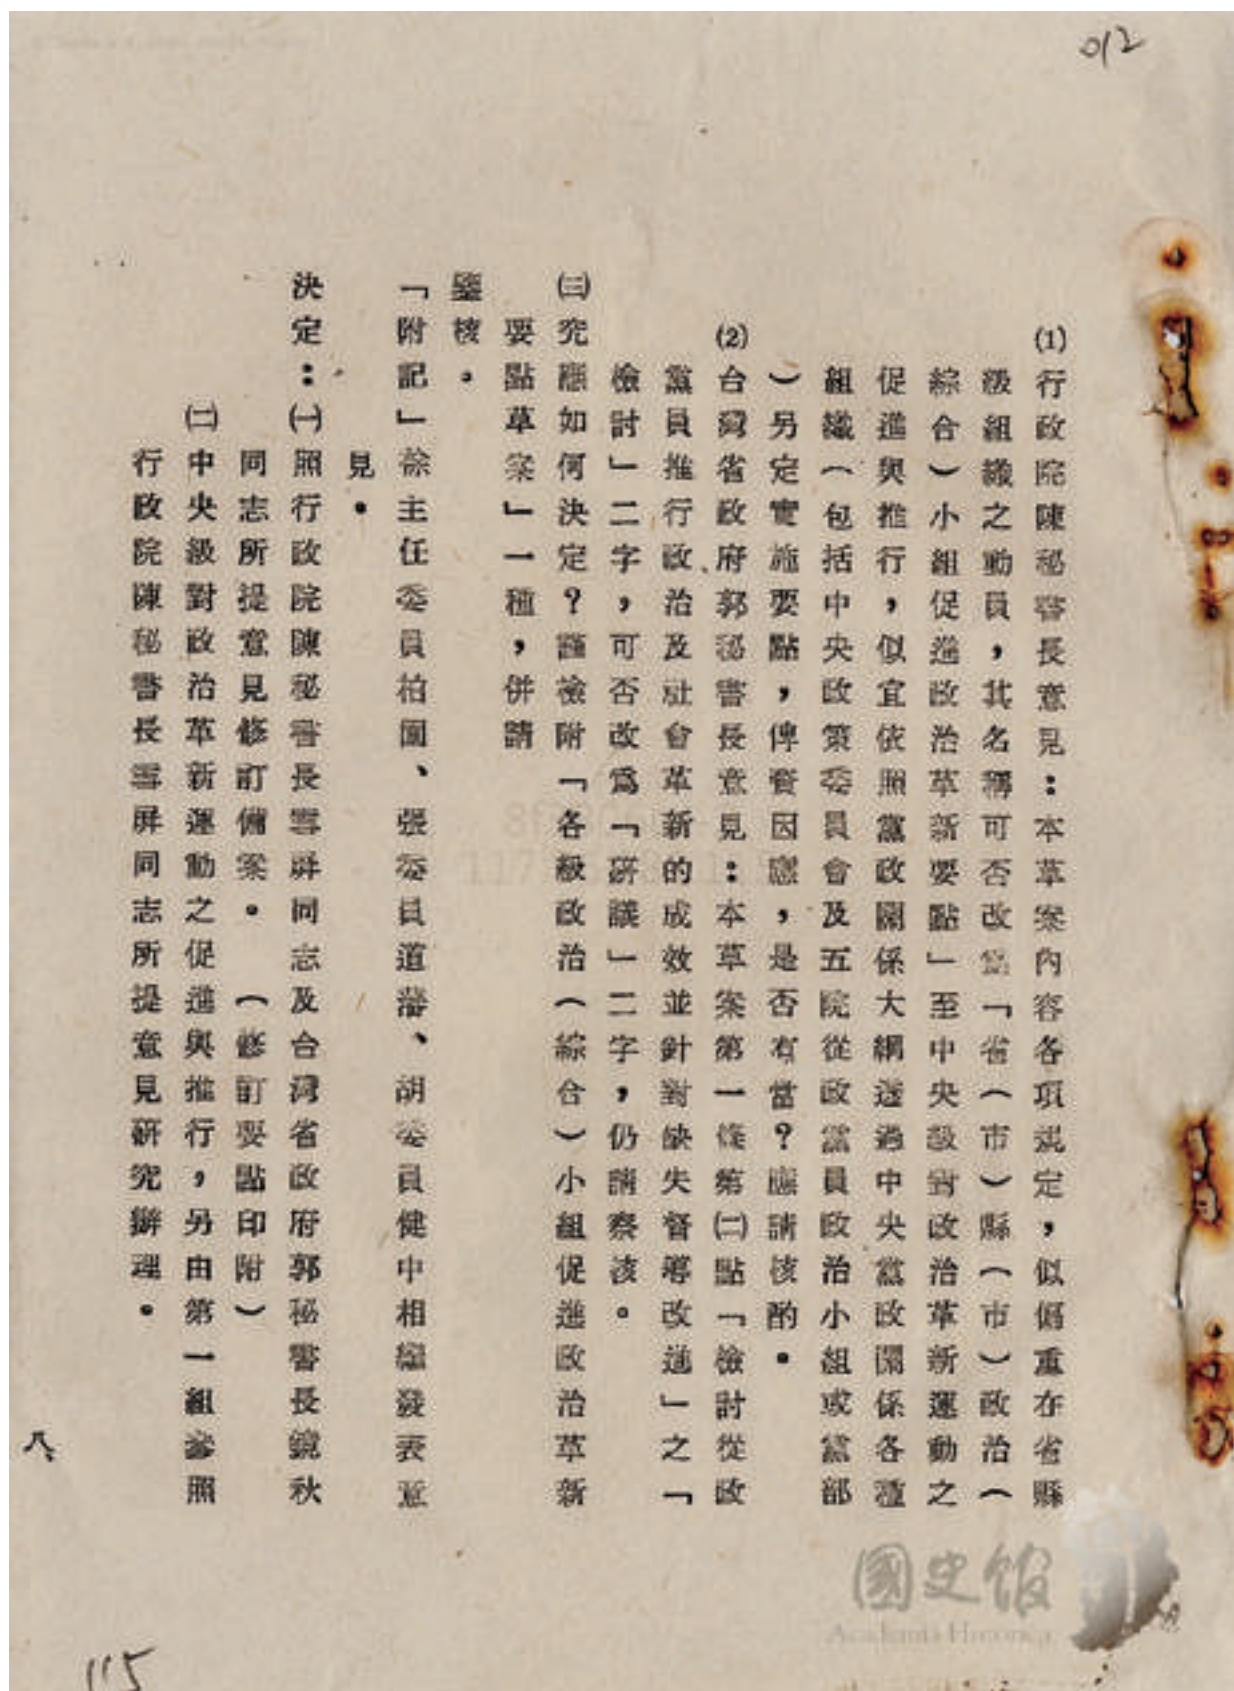 012
⑴行政院陳秘書長意見：本草案內容各項規定，似偏重在省縣
級組織之動員，其名稱可否改為「省（市）縣（市）政治（
綜合）小組促進政治革新要點」至中央級對政治革新運動之
促進與推行，似宜依照黨政關係大綱透過中央黨政關係各種
組織（包括中央政策委員會及五院從政黨員政治小組或黨部
）另定實施要點，俾資因應，是否有當？應請核酌。
⑵台灣省政府郭秘書長意見：本草案第一條第㈡點「檢討從政
黨員推行政治及社會革新的成效並針對缺失督導改進」之「
檢討」二字，可否改為「研議」二字，仍請察核。
㈢究應如何決定？謹檢附「各級政治（綜合）小組促進政治革新
要點草案」一種，併請
鑒核。
「附記」徐主任委員柏園、張委員道藩、胡委員健中相繼發表意
見。
決定：㈠照行政院陳秘書長雪屏同志及台灣省政府郭秘書長鏡秋
同志所提意見修訂備案。（修訂要點印附）
㈡中央級對政治革新運動之促進與推行，另由第一組參照
行政院陳秘書長雪屏同志所提意見研究辦理。
八
115
國史館
Academia Historica